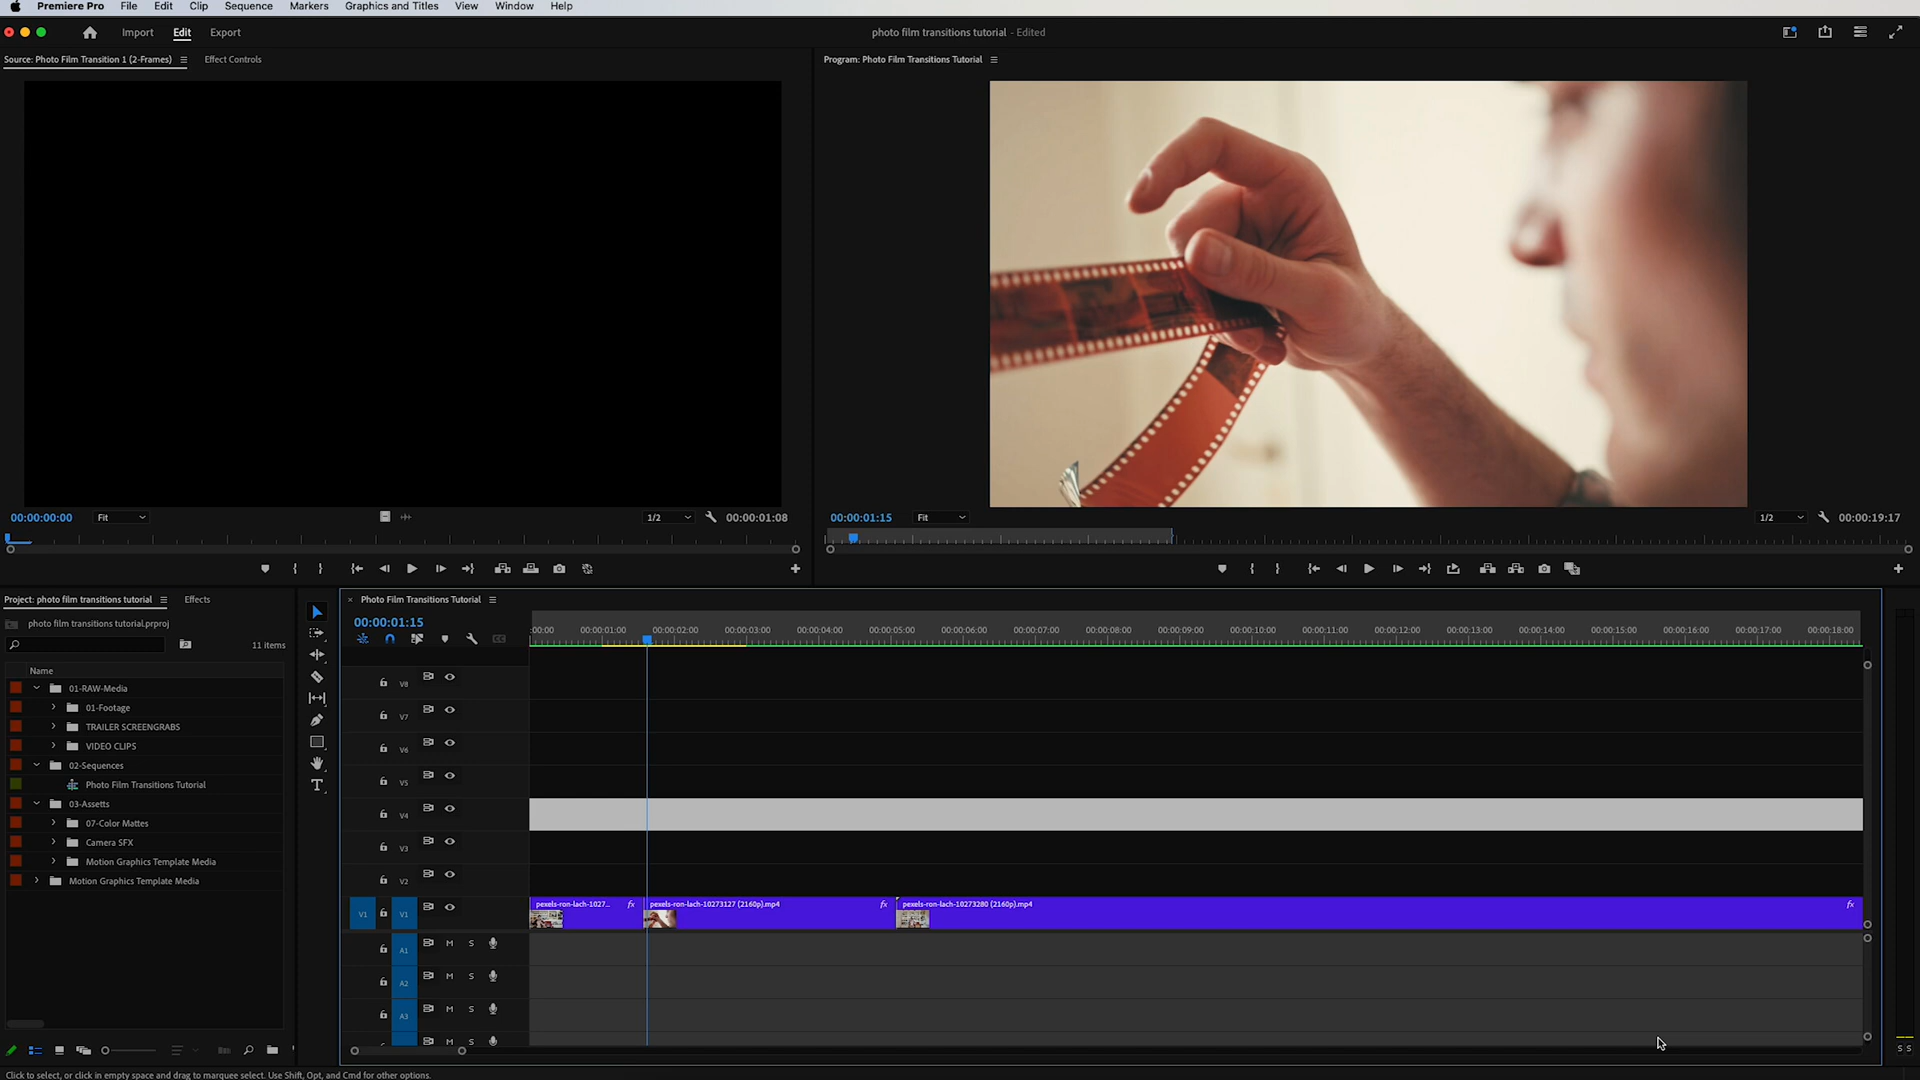 Premiere Pro File Edit Clip Sequence Markers Graphics and Titles View Window Help
Import Edit Export
photo film transitions tutorial - Edited
Source: Photo Film Transition 1 (2-Frames)
Effect Controls
Program: Photo Film Transitions Tutorial
00:00:00:00
Fit
1/2
00:00:01:08
00:00:01:15
Fit
1/2
00:00:19:17
Project: photo film transitions tutorial
Effects
photo film transitions tutorial.prproj
11 items
Name
01-RAW-Media
01-Footage
TRAILER SCREENGRABS
VIDEO CLIPS
02-Sequences
Photo Film Transitions Tutorial
03-Assetts
07-Color Mattes
Camera SFX
Motion Graphics Template Media
Motion Graphics Template Media
Photo Film Transitions Tutorial
00:00:01:15
:00:00 00:00:01:00 00:00:02:00 00:00:03:00 00:00:04:00 00:00:05:00 00:00:06:00 00:00:07:00 00:00:08:00 00:00:09:00 00:00:10:00 00:00:11:00 00:00:12:00 00:00:13:00 00:00:14:00 00:00:15:00 00:00:16:00 00:00:17:00 00:00:18:00
V8
V7
V6
V5
V4
V3
V2
V1 V1
pexels-ron-lach-1027... fx
pexels-ron-lach-10273127 (2160p).mp4 fx
pexels-ron-lach-10273280 (2160p).mp4 fx
A1 M S
A2 M S
A3 M S
M S
S S
Click to select, or click in empty space and drag to marquee select. Use Shift, Opt, and Cmd for other options.